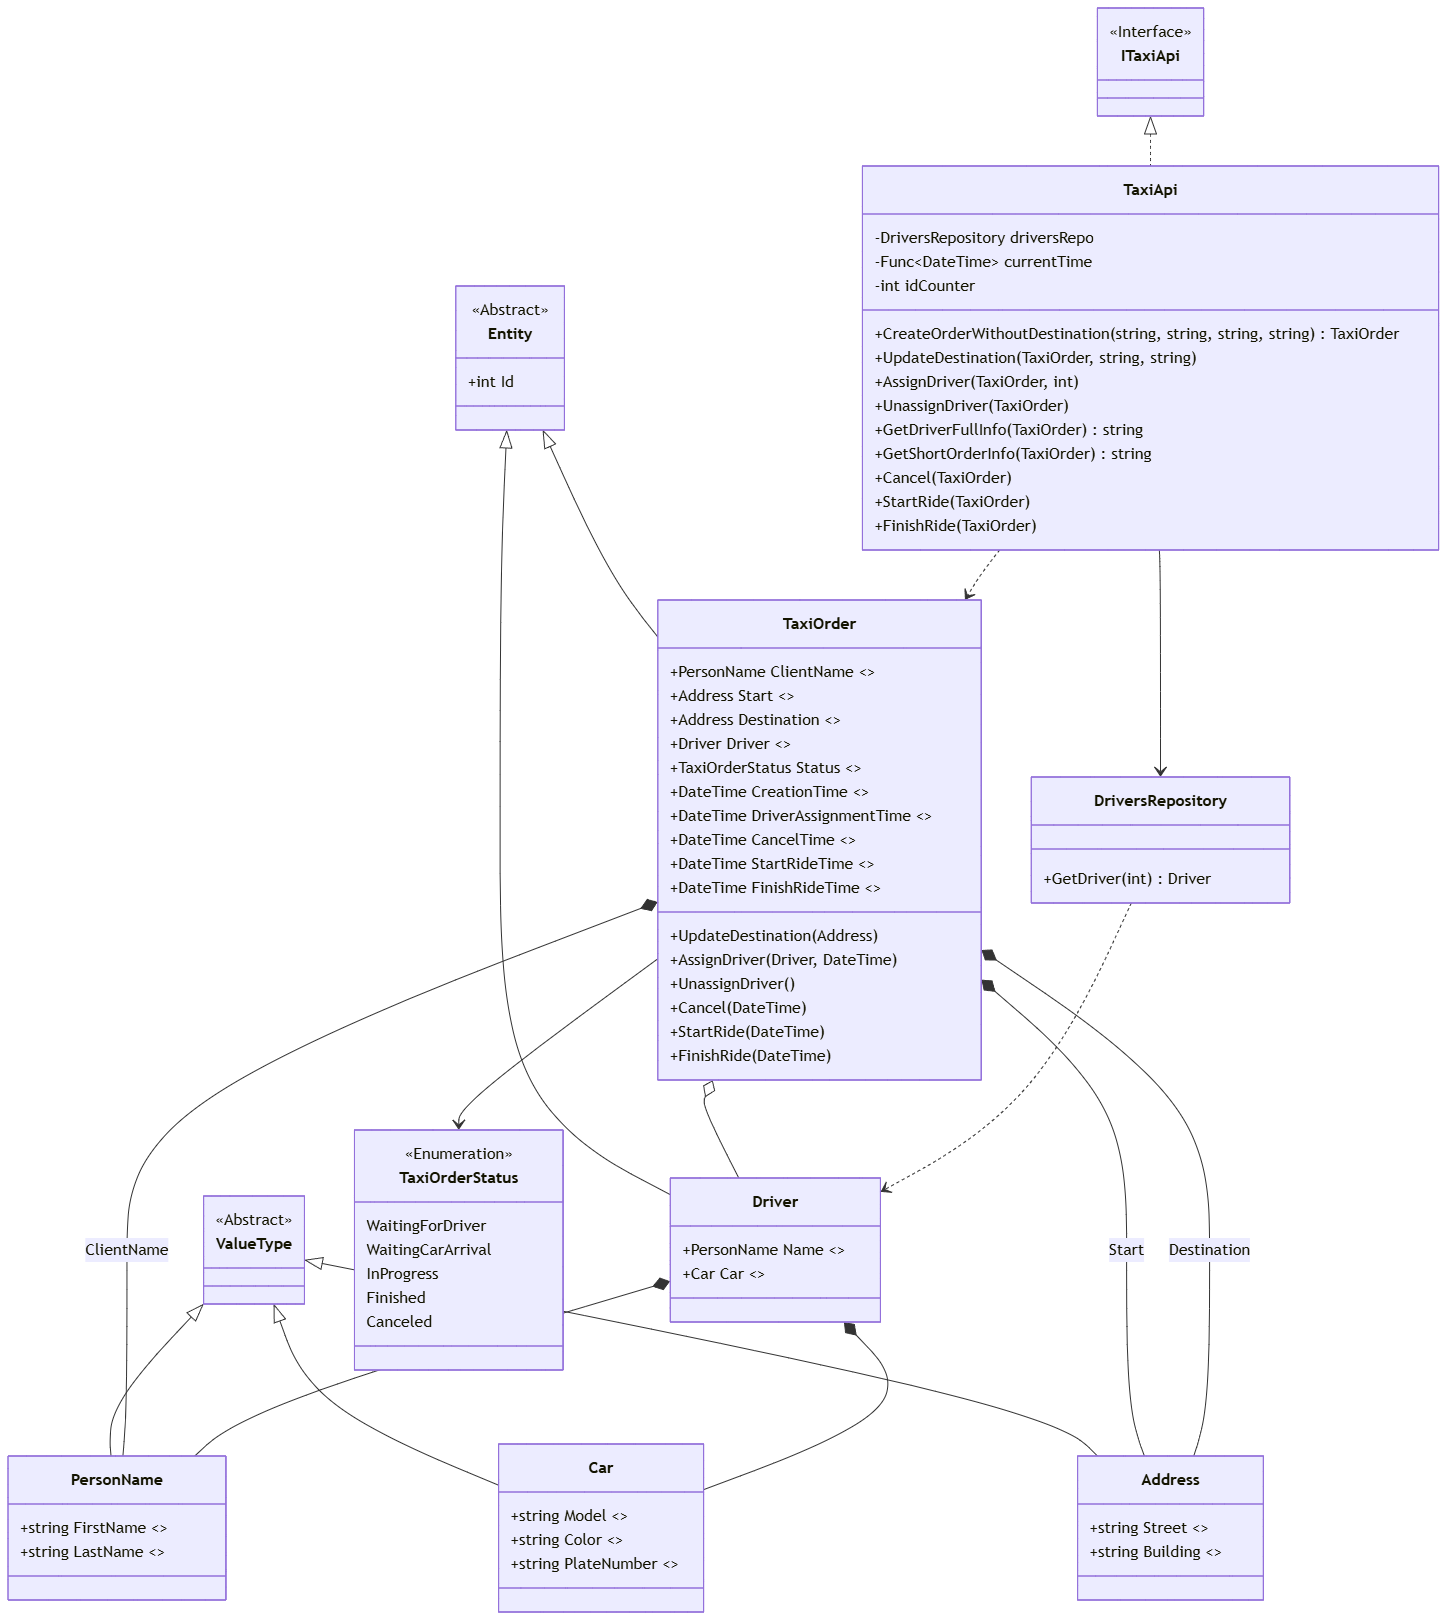 «Interface»
ITaxiApi
TaxiApi
-DriversRepository driversRepo
-Func<DateTime> currentTime
-int idCounter
+CreateOrderWithoutDestination(string, string, string, string) : TaxiOrder
+UpdateDestination(TaxiOrder, string, string)
+AssignDriver(TaxiOrder, int)
+UnassignDriver(TaxiOrder)
+GetDriverFullInfo(TaxiOrder) : string
+GetShortOrderInfo(TaxiOrder) : string
+Cancel(TaxiOrder)
+StartRide(TaxiOrder)
+FinishRide(TaxiOrder)
«Abstract»
Entity
+int Id
TaxiOrder
+PersonName ClientName <>
+Address Start <>
+Address Destination <>
+Driver Driver <>
+TaxiOrderStatus Status <>
+DateTime CreationTime <>
+DateTime DriverAssignmentTime <>
+DateTime CancelTime <>
+DateTime StartRideTime <>
+DateTime FinishRideTime <>
+UpdateDestination(Address)
+AssignDriver(Driver, DateTime)
+UnassignDriver()
+Cancel(DateTime)
+StartRide(DateTime)
+FinishRide(DateTime)
DriversRepository
+GetDriver(int) : Driver
«Enumeration»
TaxiOrderStatus
WaitingForDriver
WaitingCarArrival
InProgress
Finished
Canceled
«Abstract»
ValueType
Driver
+PersonName Name <>
+Car Car <>
ClientName
Start
Destination
PersonName
+string FirstName <>
+string LastName <>
Car
+string Model <>
+string Color <>
+string PlateNumber <>
Address
+string Street <>
+string Building <>